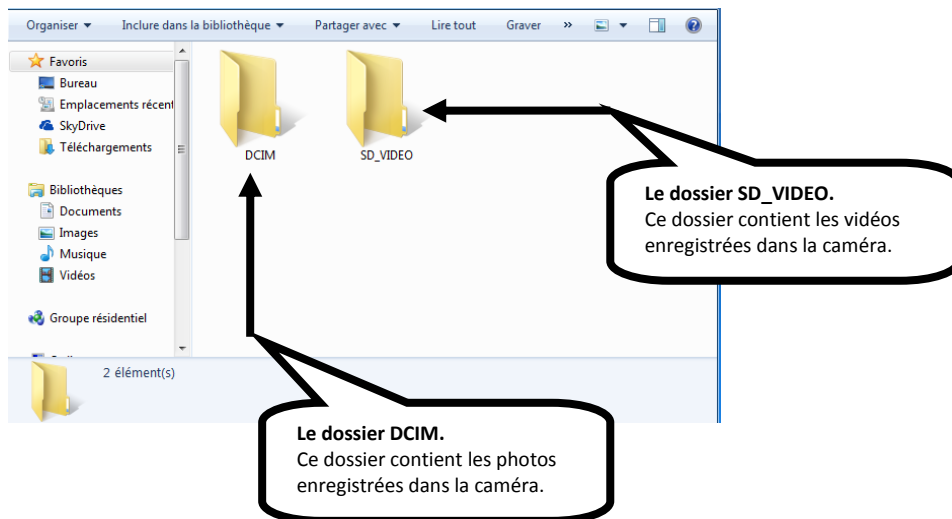 Organiser ▼ Inclure dans la bibliothèque ▼ Partager avec ▼ Lire tout Graver »
Favoris
Bureau
Emplacements récent
SkyDrive
Téléchargements
Bibliothèques
Documents
Images
Musique
Vidéos
Groupe résidentiel
DCIM SD_VIDEO
Le dossier SD_VIDEO.
Ce dossier contient les vidéos
enregistrées dans la caméra.
2 élément(s)
Le dossier DCIM.
Ce dossier contient les photos
enregistrées dans la caméra.